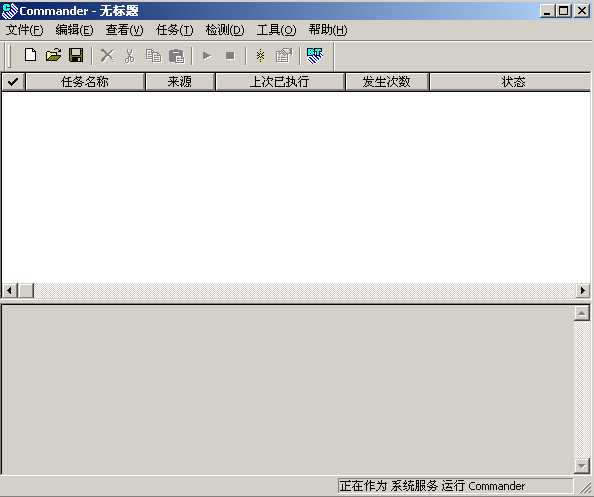 Commander - 无标题
文件(F) 编辑(E) 查看(V) 任务(T) 检测(D) 工具(O) 帮助(H)
BT
任务名称 来源 上次已执行 发生次数 状态
正在作为 系统服务 运行 Commander